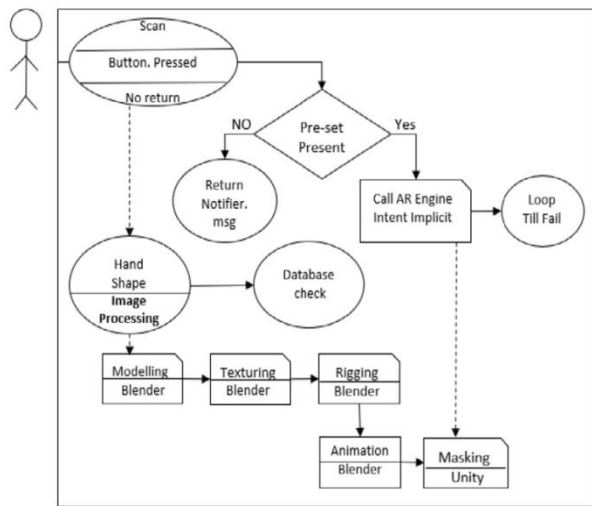 Scan
Button. Pressed
No return
NO
Pre-set
Present
Yes
Return
Notifier.
msg
Call AR Engine
Intent Implicit
Loop
Till Fail
Hand
Shape
Image
Processing
Database
check
Modelling
Blender
Texturing
Blender
Rigging
Blender
Animation
Blender
Masking
Unity